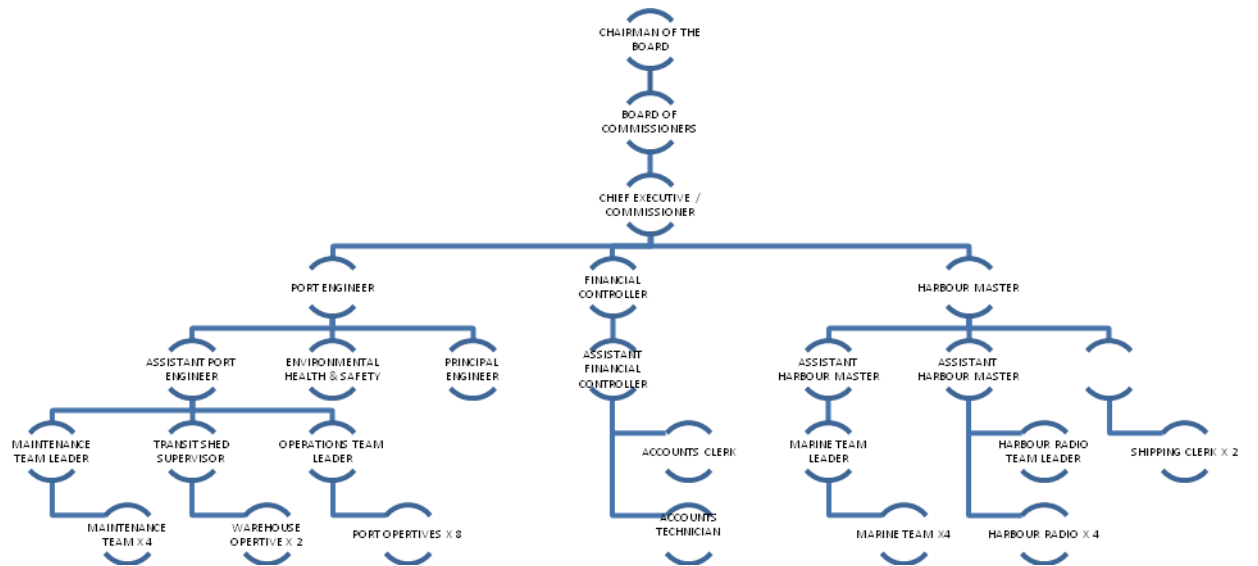 CHAIRMAN OF THE
BOARD
BOARD OF
COMMISSIONERS
CHIEF EXECUTIVE /
COMMISSIONER
PORT ENGINEER
FINANCIAL
CONTROLLER
HARBOUR MASTER
ASSISTANT PORT
ENGINEER
ENVIRONMENTAL
HEALTH & SAFETY
PRINCIPAL
ENGINEER
ASSISTANT
FINANCIAL
CONTROLLER
ASSISTANT
HARBOUR MASTER
ASSISTANT
HARBOUR MASTER
MAINTENANCE
TEAM LEADER
TRANSIT SHED
SUPERVISOR
OPERATIONS TEAM
LEADER
ACCOUNTS CLERK
MARINE TEAM
LEADER
HARBOUR RADIO
TEAM LEADER
SHIPPING CLERK X 2
MAINTENANCE
TEAM X 4
WAREHOUSE
OPERTIVE X 2
PORT OPERTIVES X 8
ACCOUNTS
TECHNICIAN
MARINE TEAM X4
HARBOUR RADIO X 4